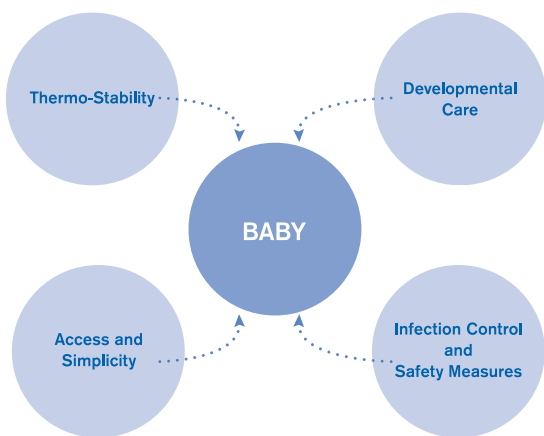 Thermo-Stability
Developmental
Care
BABY
Access and
Simplicity
Infection Control
and
Safety Measures